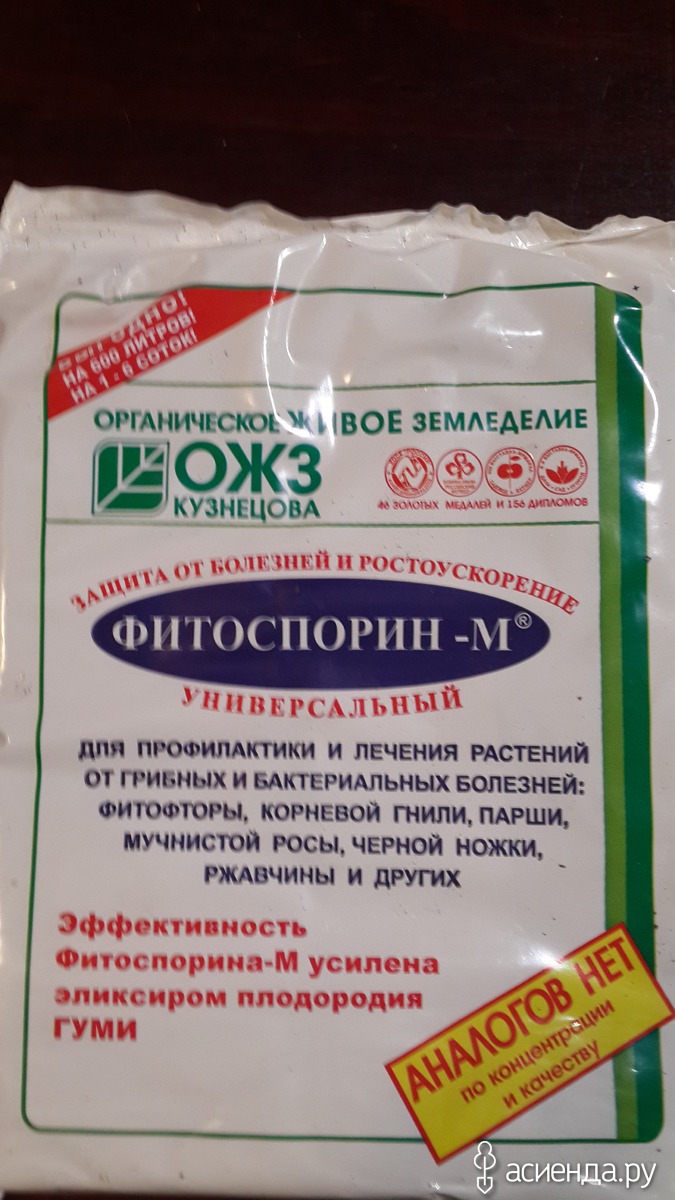 ВЫГОДНО!
НА 600 ЛИТРОВ!
НА 1 - 6 СОТОК!
ОРГАНИЧЕСКОЕ ЖИВОЕ ЗЕМЛЕДЕЛИЕ
ОЖЗ
КУЗНЕЦОВА
46 ЗОЛОТЫХ МЕДАЛЕЙ И 156 ДИПЛОМОВ
ЗАЩИТА ОТ БОЛЕЗНЕЙ И РОСТОУСКОРЕНИЕ
ФИТОСПОРИН -М®
УНИВЕРСАЛЬНЫЙ
ДЛЯ ПРОФИЛАКТИКИ И ЛЕЧЕНИЯ РАСТЕНИЙ
ОТ ГРИБНЫХ И БАКТЕРИАЛЬНЫХ БОЛЕЗНЕЙ:
ФИТОФТОРЫ, КОРНЕВОЙ ГНИЛИ, ПАРШИ,
МУЧНИСТОЙ РОСЫ, ЧЕРНОЙ НОЖКИ,
РЖАВЧИНЫ И ДРУГИХ
Эффективность
Фитоспорина-М усилена
эликсиром плодородия
ГУМИ
АНАЛОГОВ НЕТ
по концентрации
и качеству
асиенда.ру